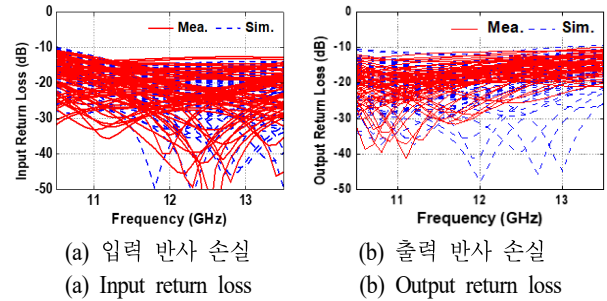 Input Return Loss (dB)
0
-10
-20
-30
-40
-50
Mea. Sim.
11 12 13
Frequency (GHz)
(a) 입력 반사 손실
(a) Input return loss
Output Return Loss (dB)
0
-10
-20
-30
-40
-50
Mea. Sim.
11 12 13
Frequency (GHz)
(b) 출력 반사 손실
(b) Output return loss